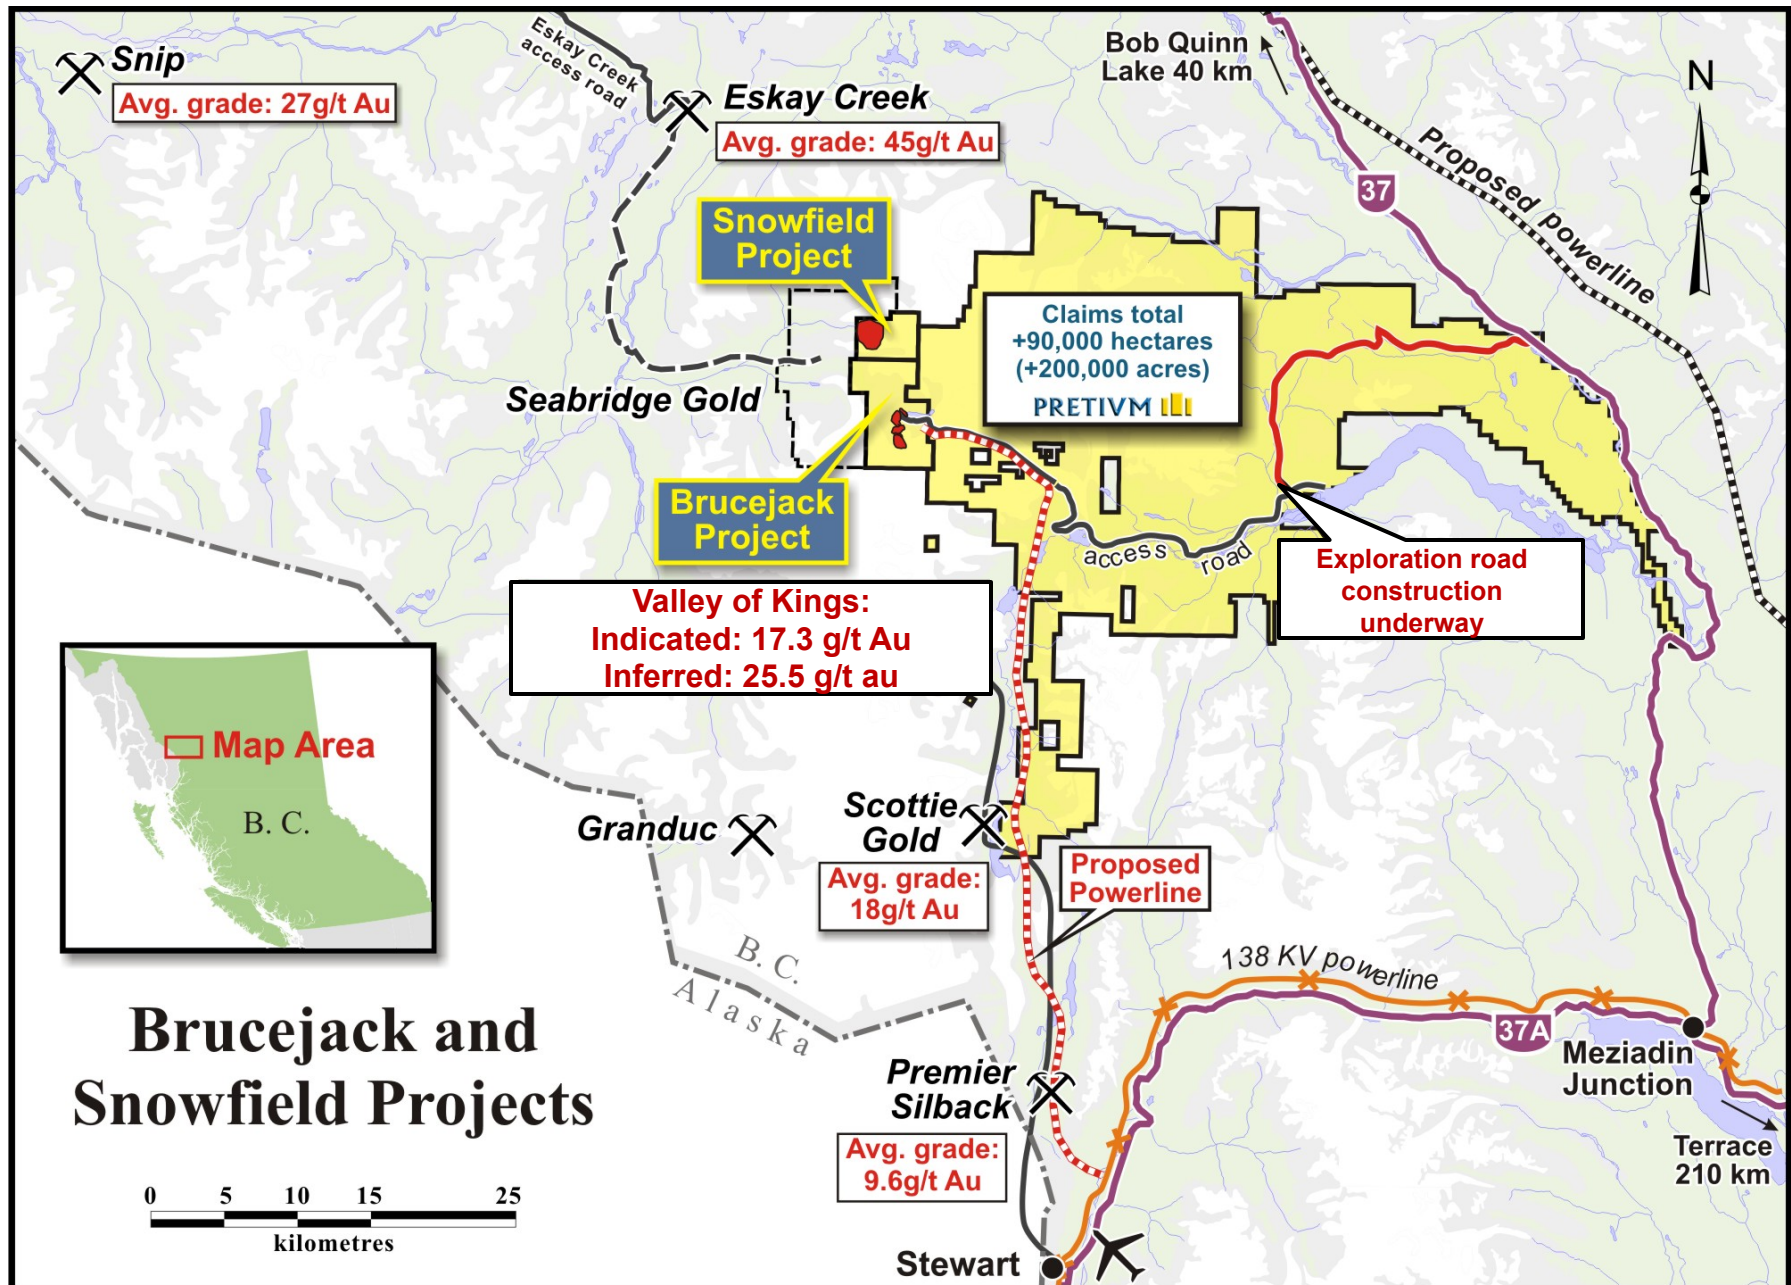 Snip
Avg. grade: 27g/t Au
Eskay Creek
access road
Eskay Creek
Avg. grade: 45g/t Au
Bob Quinn
Lake 40 km
N
37
Proposed powerline
Snowfield
Project
Claims total
+90,000 hectares
(+200,000 acres)
PRETIVM
Seabridge Gold
Brucejack
Project
access road
Exploration road
construction
underway
Valley of Kings:
Indicated: 17.3 g/t Au
Inferred: 25.5 g/t au
Map Area
B. C.
Granduc
Scottie
Gold
Avg. grade:
18g/t Au
Proposed
Powerline
B. C.
Alaska
138 KV powerline
37A
Meziadin
Junction
Terrace
210 km
Brucejack and
Snowfield Projects
Premier
Silback
Avg. grade:
9.6g/t Au
0 5 10 15 25
kilometres
Stewart